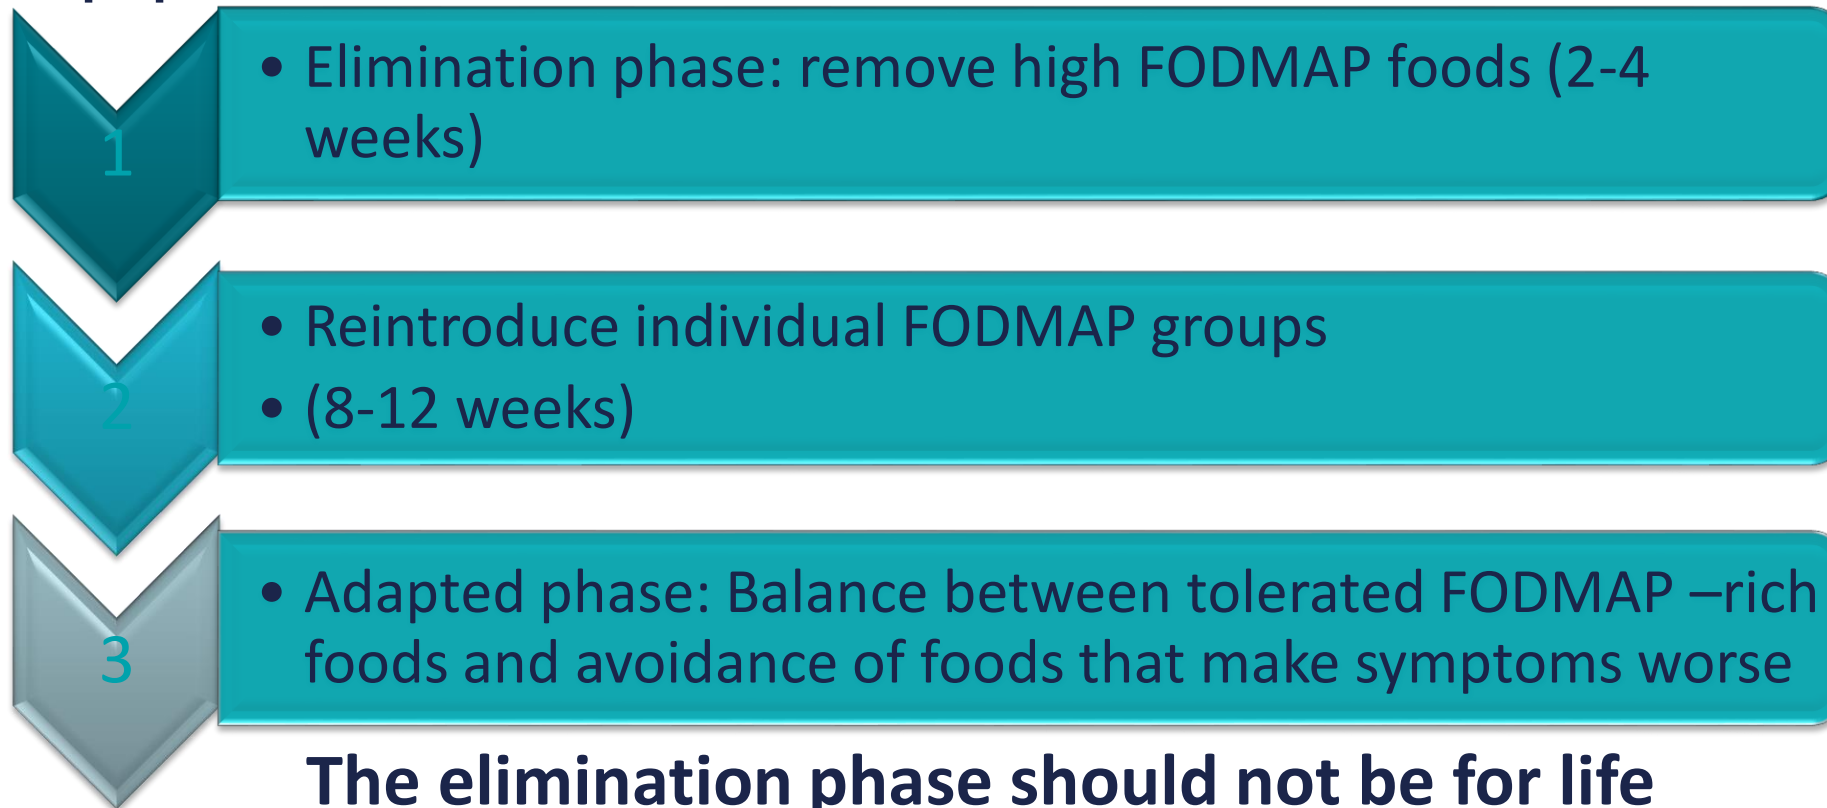 1
• Elimination phase: remove high FODMAP foods (2-4
weeks)
2
• Reintroduce individual FODMAP groups
• (8-12 weeks)
3
• Adapted phase: Balance between tolerated FODMAP –rich
foods and avoidance of foods that make symptoms worse
The elimination phase should not be for life